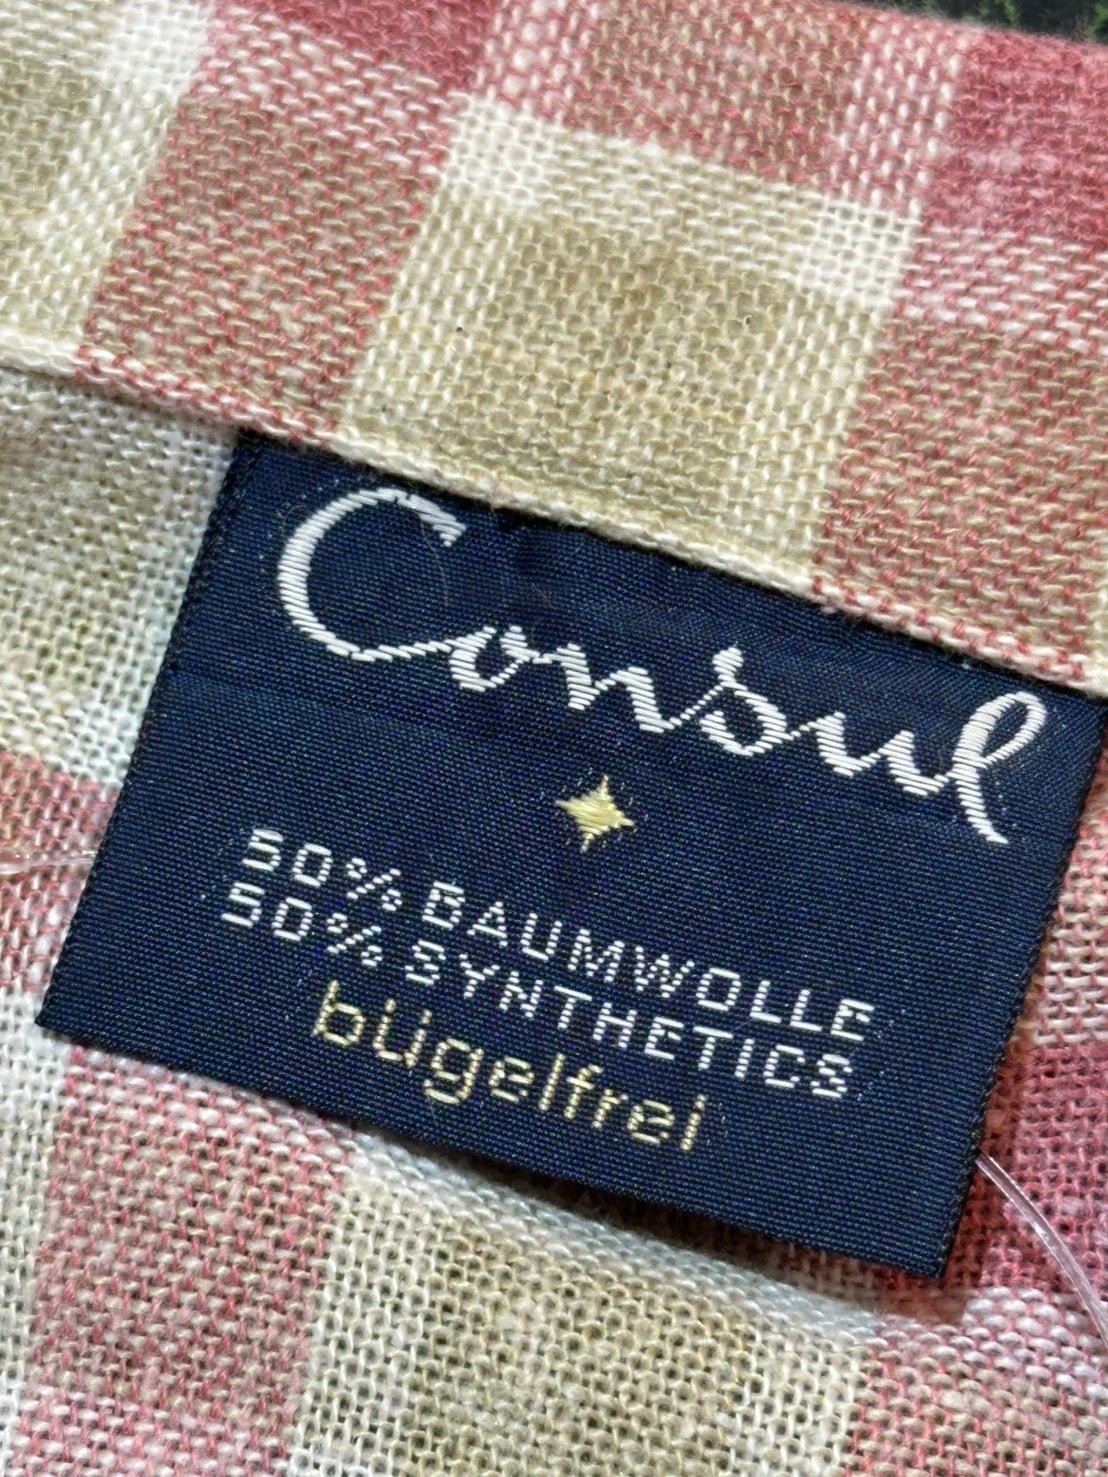 Consul
50% BAUMWOLLE
50% SYNTHETICS
bügelfrei